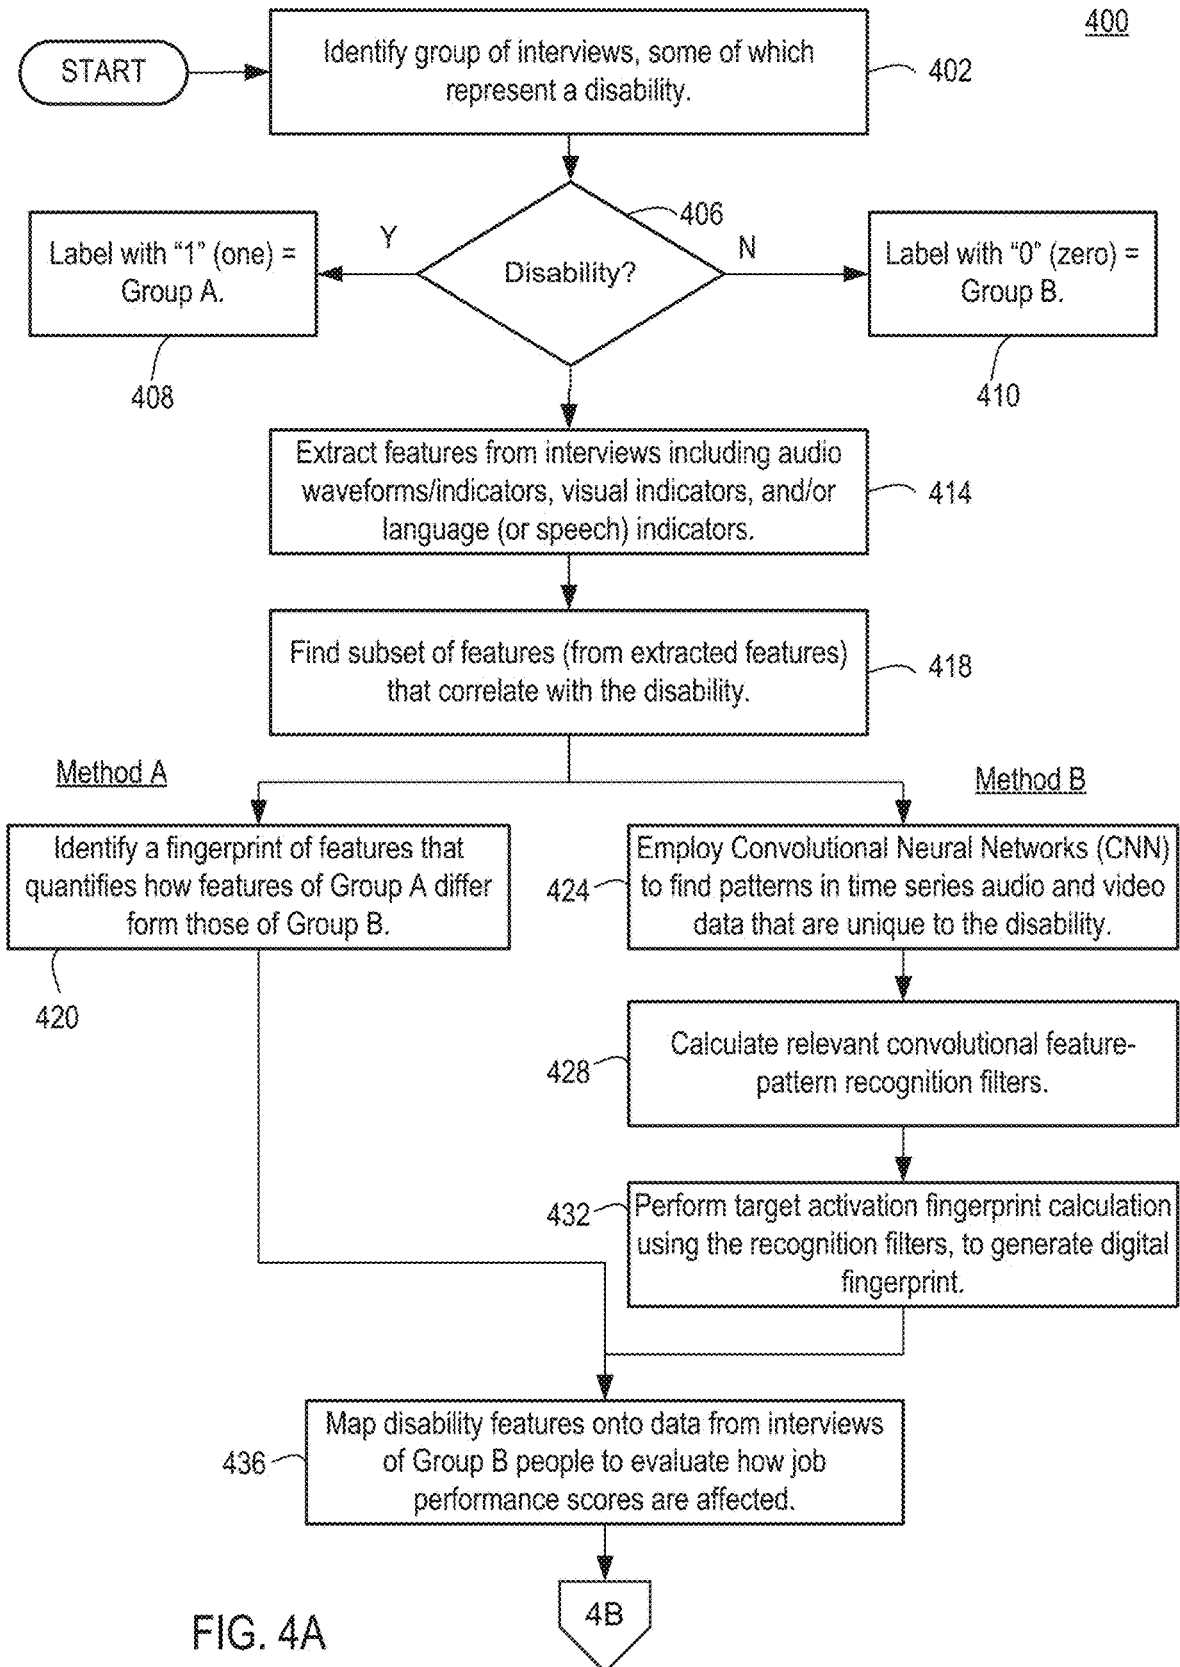 400
START
Identify group of interviews, some of which
represent a disability.
402
406
Y
N
Disability?
Label with “1” (one) =
Group A.
408
Label with “0” (zero) =
Group B.
410
Extract features from interviews including audio
waveforms/indicators, visual indicators, and/or
language (or speech) indicators.
414
Find subset of features (from extracted features)
that correlate with the disability.
418
Method A
Identify a fingerprint of features that
quantifies how features of Group A differ
form those of Group B.
420
Method B
Employ Convolutional Neural Networks (CNN)
to find patterns in time series audio and video
data that are unique to the disability.
424
Calculate relevant convolutional feature-
pattern recognition filters.
428
Perform target activation fingerprint calculation
using the recognition filters, to generate digital
fingerprint.
432
Map disability features onto data from interviews
of Group B people to evaluate how job
performance scores are affected.
436
4B
FIG. 4A